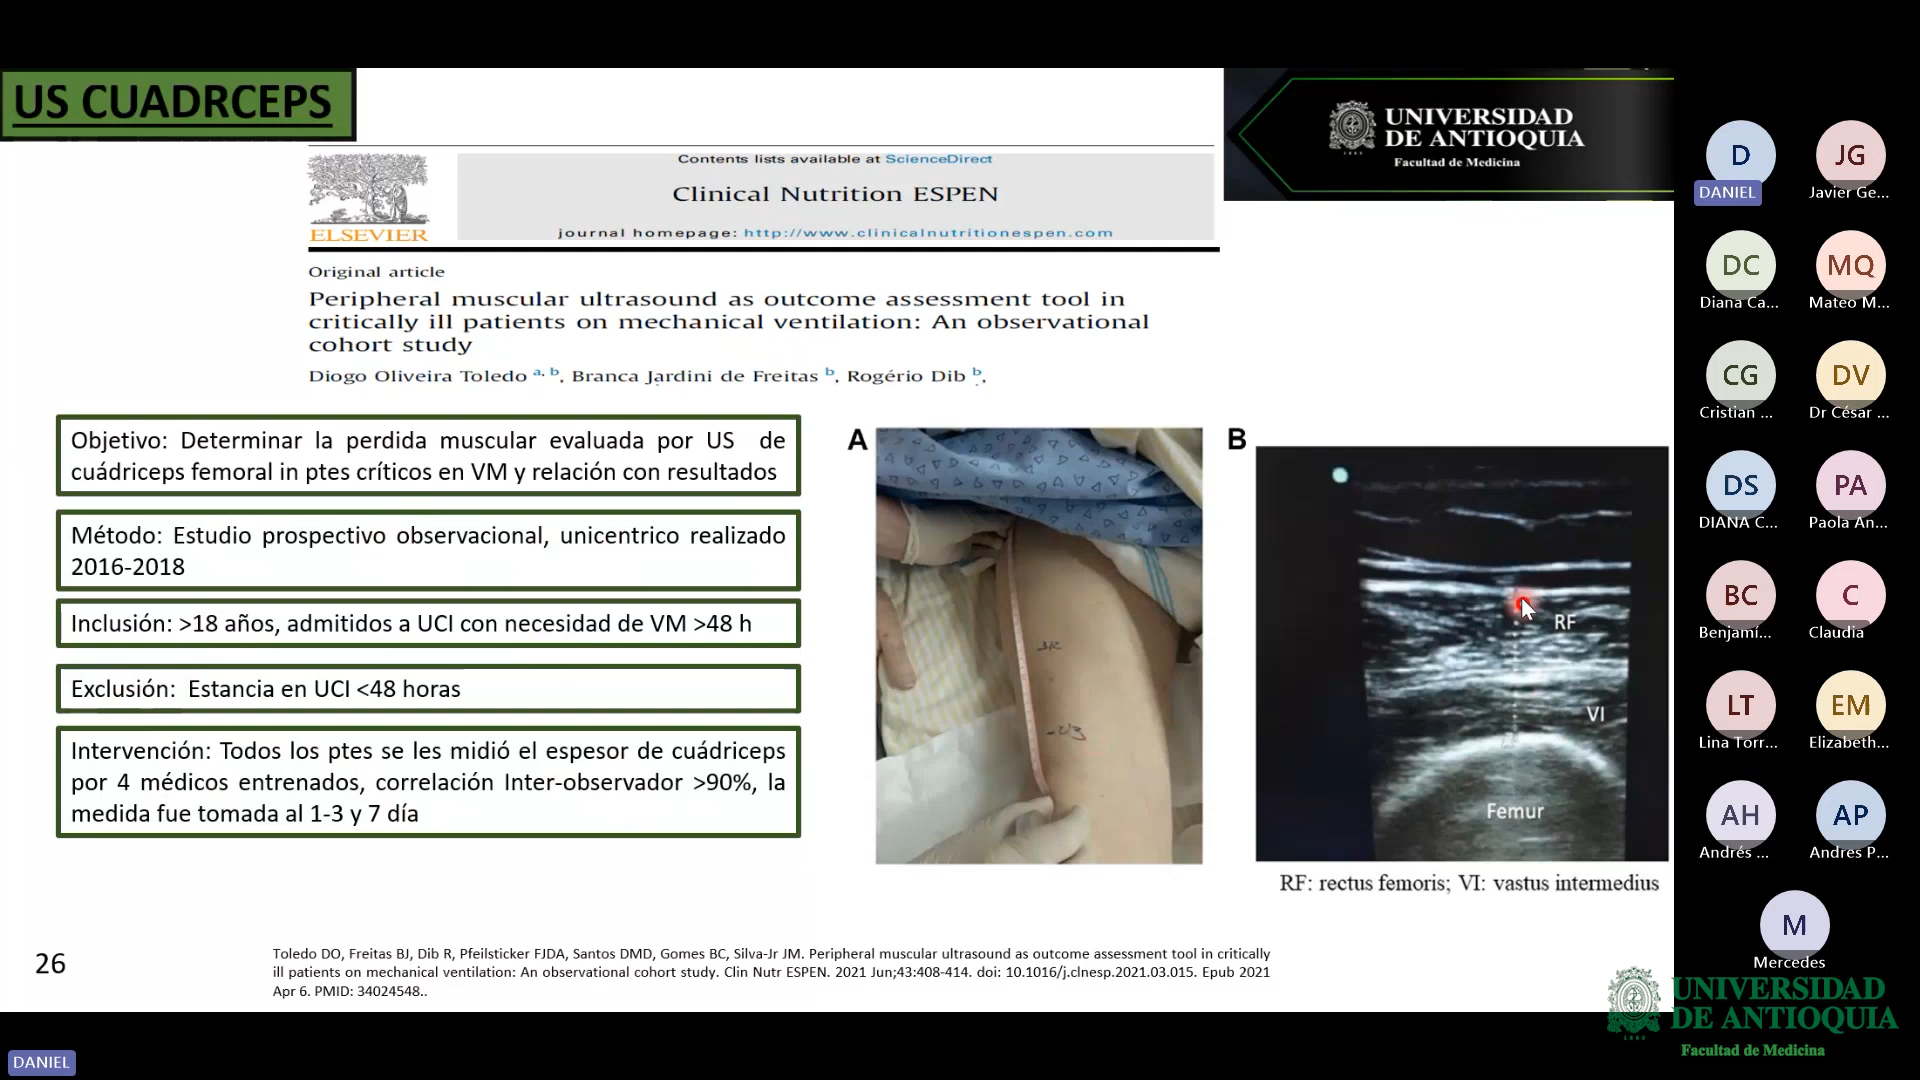 US CUADRCEPS
UNIVERSIDAD
DE ANTIOQUIA
1803
Facultad de Medicina
Contents lists available at ScienceDirect
Clinical Nutrition ESPEN
journal homepage: http://www.clinicalnutritionespen.com
ELSEVIER
Original article
Peripheral muscular ultrasound as outcome assessment tool in
critically ill patients on mechanical ventilation: An observational
cohort study
Diogo Oliveira Toledo a, b, Branca Jardini de Freitas b, Rogério Dib b,
Objetivo: Determinar la perdida muscular evaluada por US de
cuádriceps femoral in ptes críticos en VM y relación con resultados
Método: Estudio prospectivo observacional, unicentrico realizado
2016-2018
Inclusión: >18 años, admitidos a UCI con necesidad de VM >48 h
Exclusión: Estancia en UCI <48 horas
Intervención: Todos los ptes se les midió el espesor de cuádriceps
por 4 médicos entrenados, correlación Inter-observador >90%, la
medida fue tomada al 1-3 y 7 día
A
B
RF
VI
Femur
RF: rectus femoris; VI: vastus intermedius
26
Toledo DO, Freitas BJ, Dib R, Pfeilsticker FJDA, Santos DMD, Gomes BC, Silva-Jr JM. Peripheral muscular ultrasound as outcome assessment tool in critically
ill patients on mechanical ventilation: An observational cohort study. Clin Nutr ESPEN. 2021 Jun;43:408-414. doi: 10.1016/j.clnesp.2021.03.015. Epub 2021
Apr 6. PMID: 34024548..
D
DANIEL
JG
Javier Ge...
DC
Diana Ca...
MQ
Mateo M...
CG
Cristian ...
DV
Dr César ...
DS
DIANA C...
PA
Paola An...
BC
Benjamí...
C
Claudia
LT
Lina Torr...
EM
Elizabeth...
AH
Andrés ...
AP
Andres P...
M
Mercedes
UNIVERSIDAD
DE ANTIOQUIA
1803
Facultad de Medicina
DANIEL